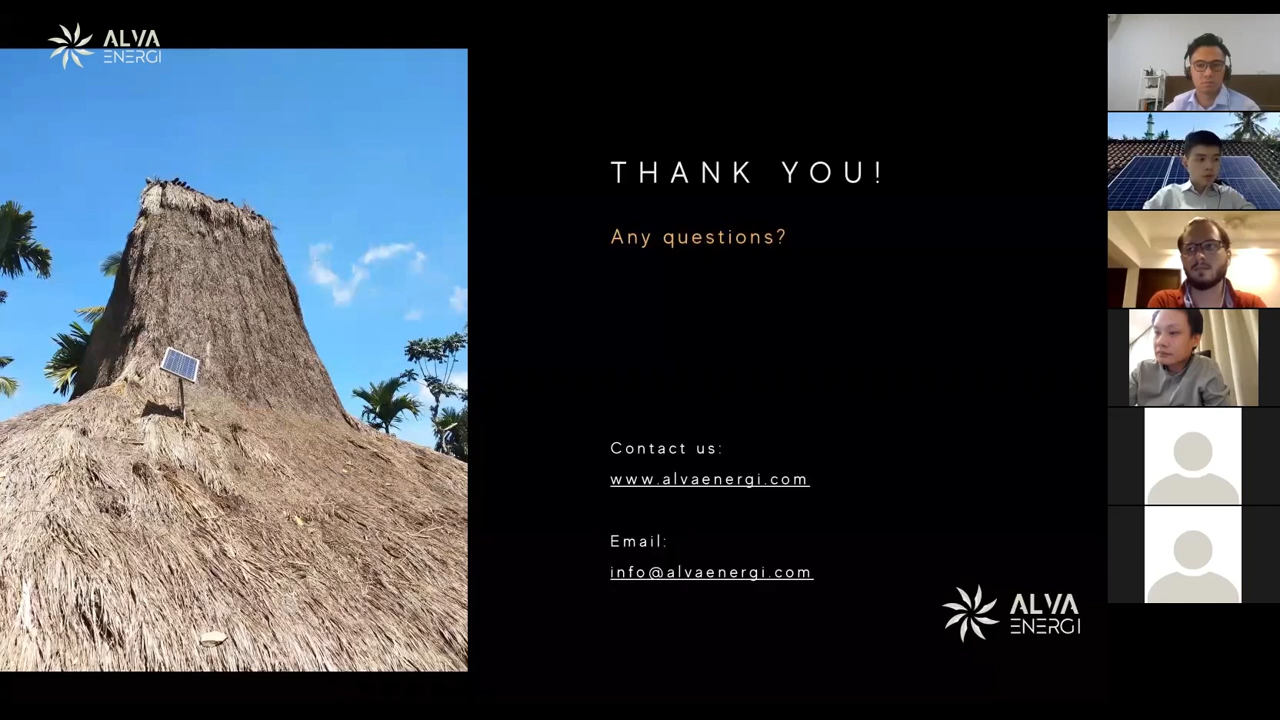 ALVA
ENERGI
THANK YOU!
Any questions?
Contact us:
www.alvaenergi.com
Email:
info@alvaenergi.com
ALVA
ENERGI